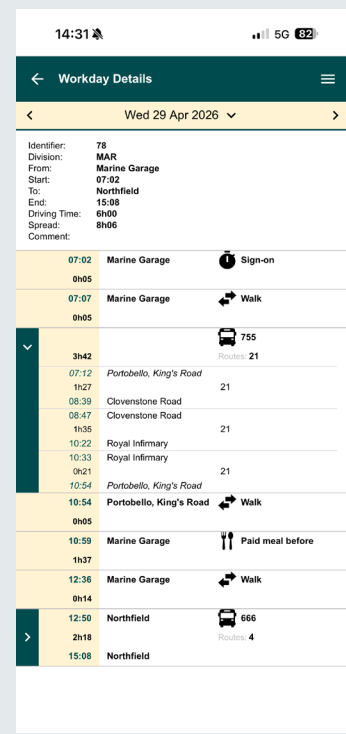 14:31 5G 82
Workday Details
Wed 29 Apr 2026
Identifier: 78
Division: MAR
From: Marine Garage
Start: 07:02
To: Northfield
End: 15:08
Driving Time: 6h00
Spread: 8h06
Comment:
07:02 Marine Garage Sign-on
0h05
07:07 Marine Garage Walk
0h05
755
3h42 Routes: 21
07:12 Portobello, King's Road
1h27 21
08:39 Clovenstone Road
08:47 Clovenstone Road
1h35 21
10:22 Royal Infirmary
10:33 Royal Infirmary
0h21 21
10:54 Portobello, King's Road
10:54 Portobello, King's Road Walk
0h05
10:59 Marine Garage Paid meal before
1h37
12:36 Marine Garage Walk
0h14
12:50 Northfield 666
2h18 Routes: 4
15:08 Northfield